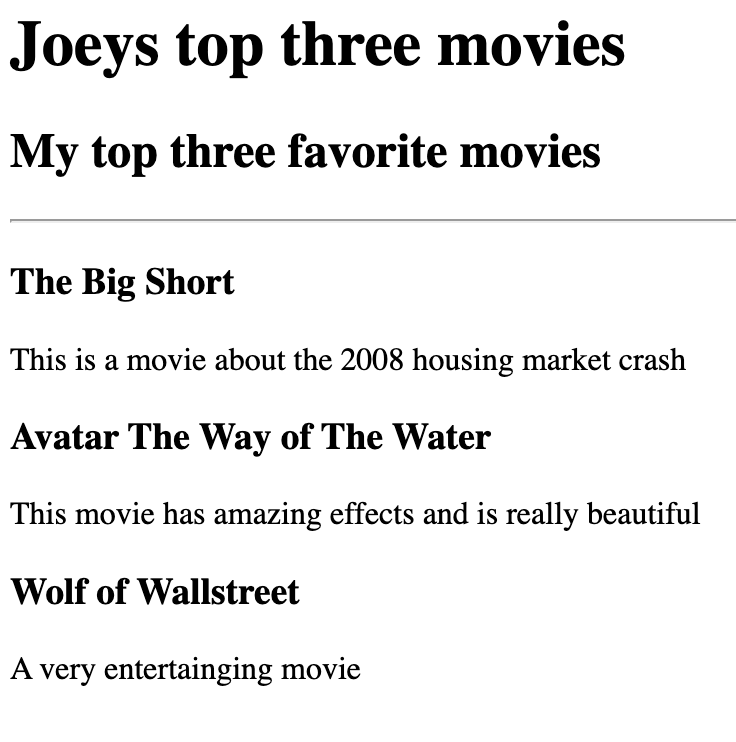 Joeys top three movies
My top three favorite movies
The Big Short
This is a movie about the 2008 housing market crash
Avatar The Way of The Water
This movie has amazing effects and is really beautiful
Wolf of Wallstreet
A very entertainging movie